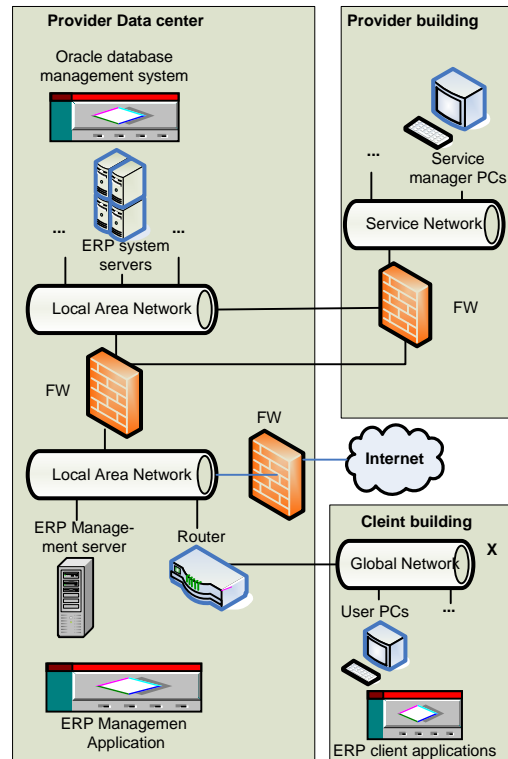 Provider Data center
Oracle database
management system
...
...
ERP system
servers
Local Area Network
FW
FW
Local Area Network
ERP Manage-
ment server
Router
ERP Managemen
Application
Provider building
...
Service
manager PCs
Service Network
FW
Internet
Cleint building
X
Global Network
User PCs
...
ERP client applications